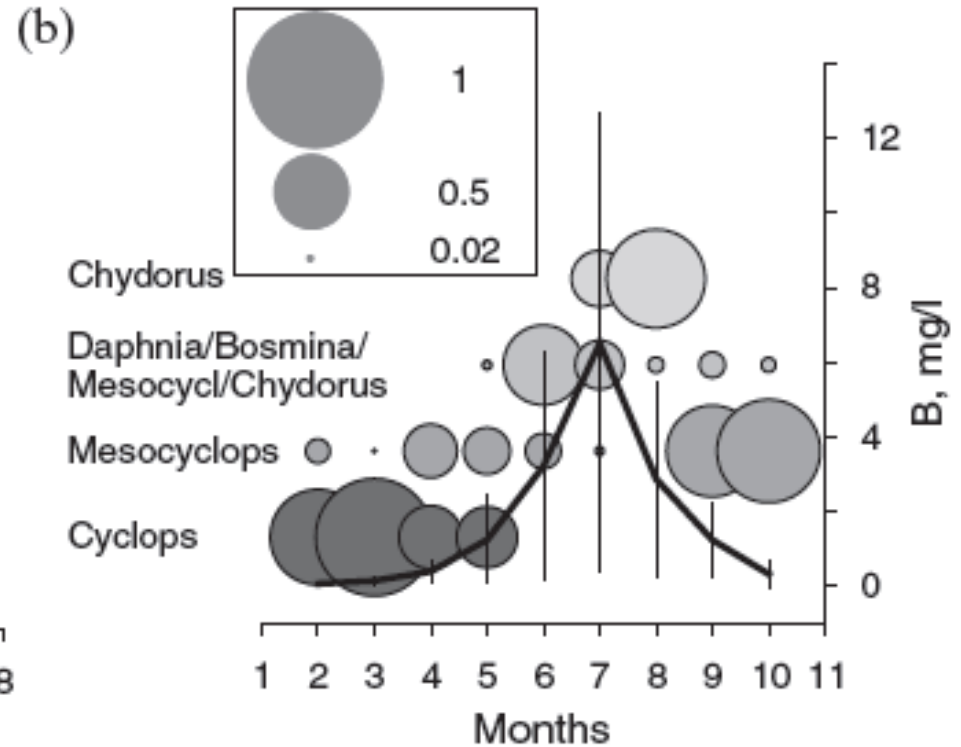 (b)
1
0.5
0.02
Chydorus
Daphnia/Bosmina/
Mesocycl/Chydorus
Mesocyclops
Cyclops
12
8
4
0
B, mg/l
8
1 2 3 4 5 6 7 8 9 10 11
Months